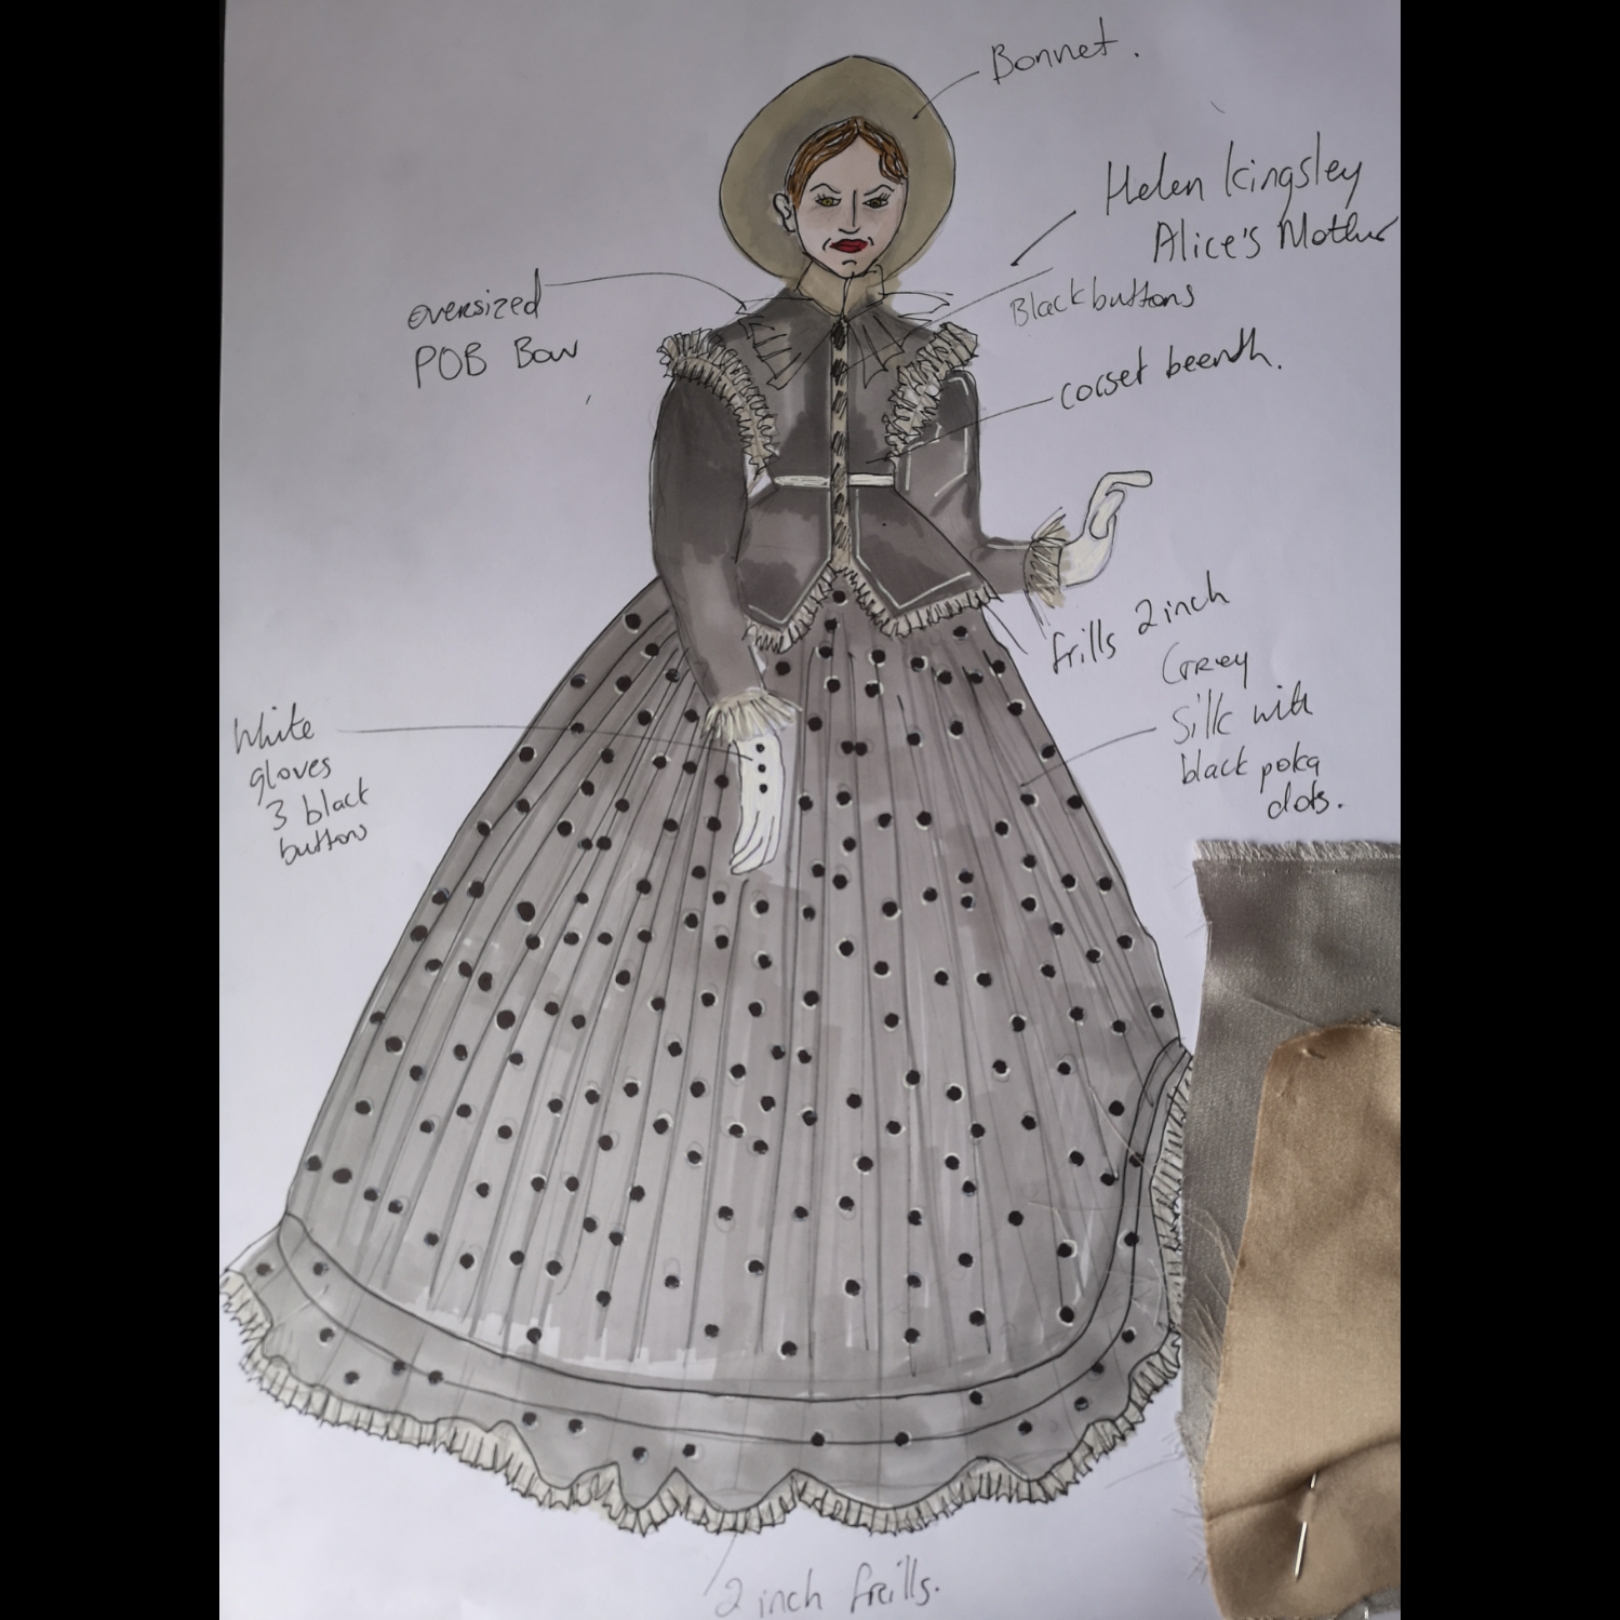 Bonnet.
Helen Kingsley
Alice's Mother
oversized
POB Bow
Black buttons
corset beenth.
frills 2 inch
Grey
Silk with
black poka
dots.
White
gloves
3 black
buttons
2 inch frills.